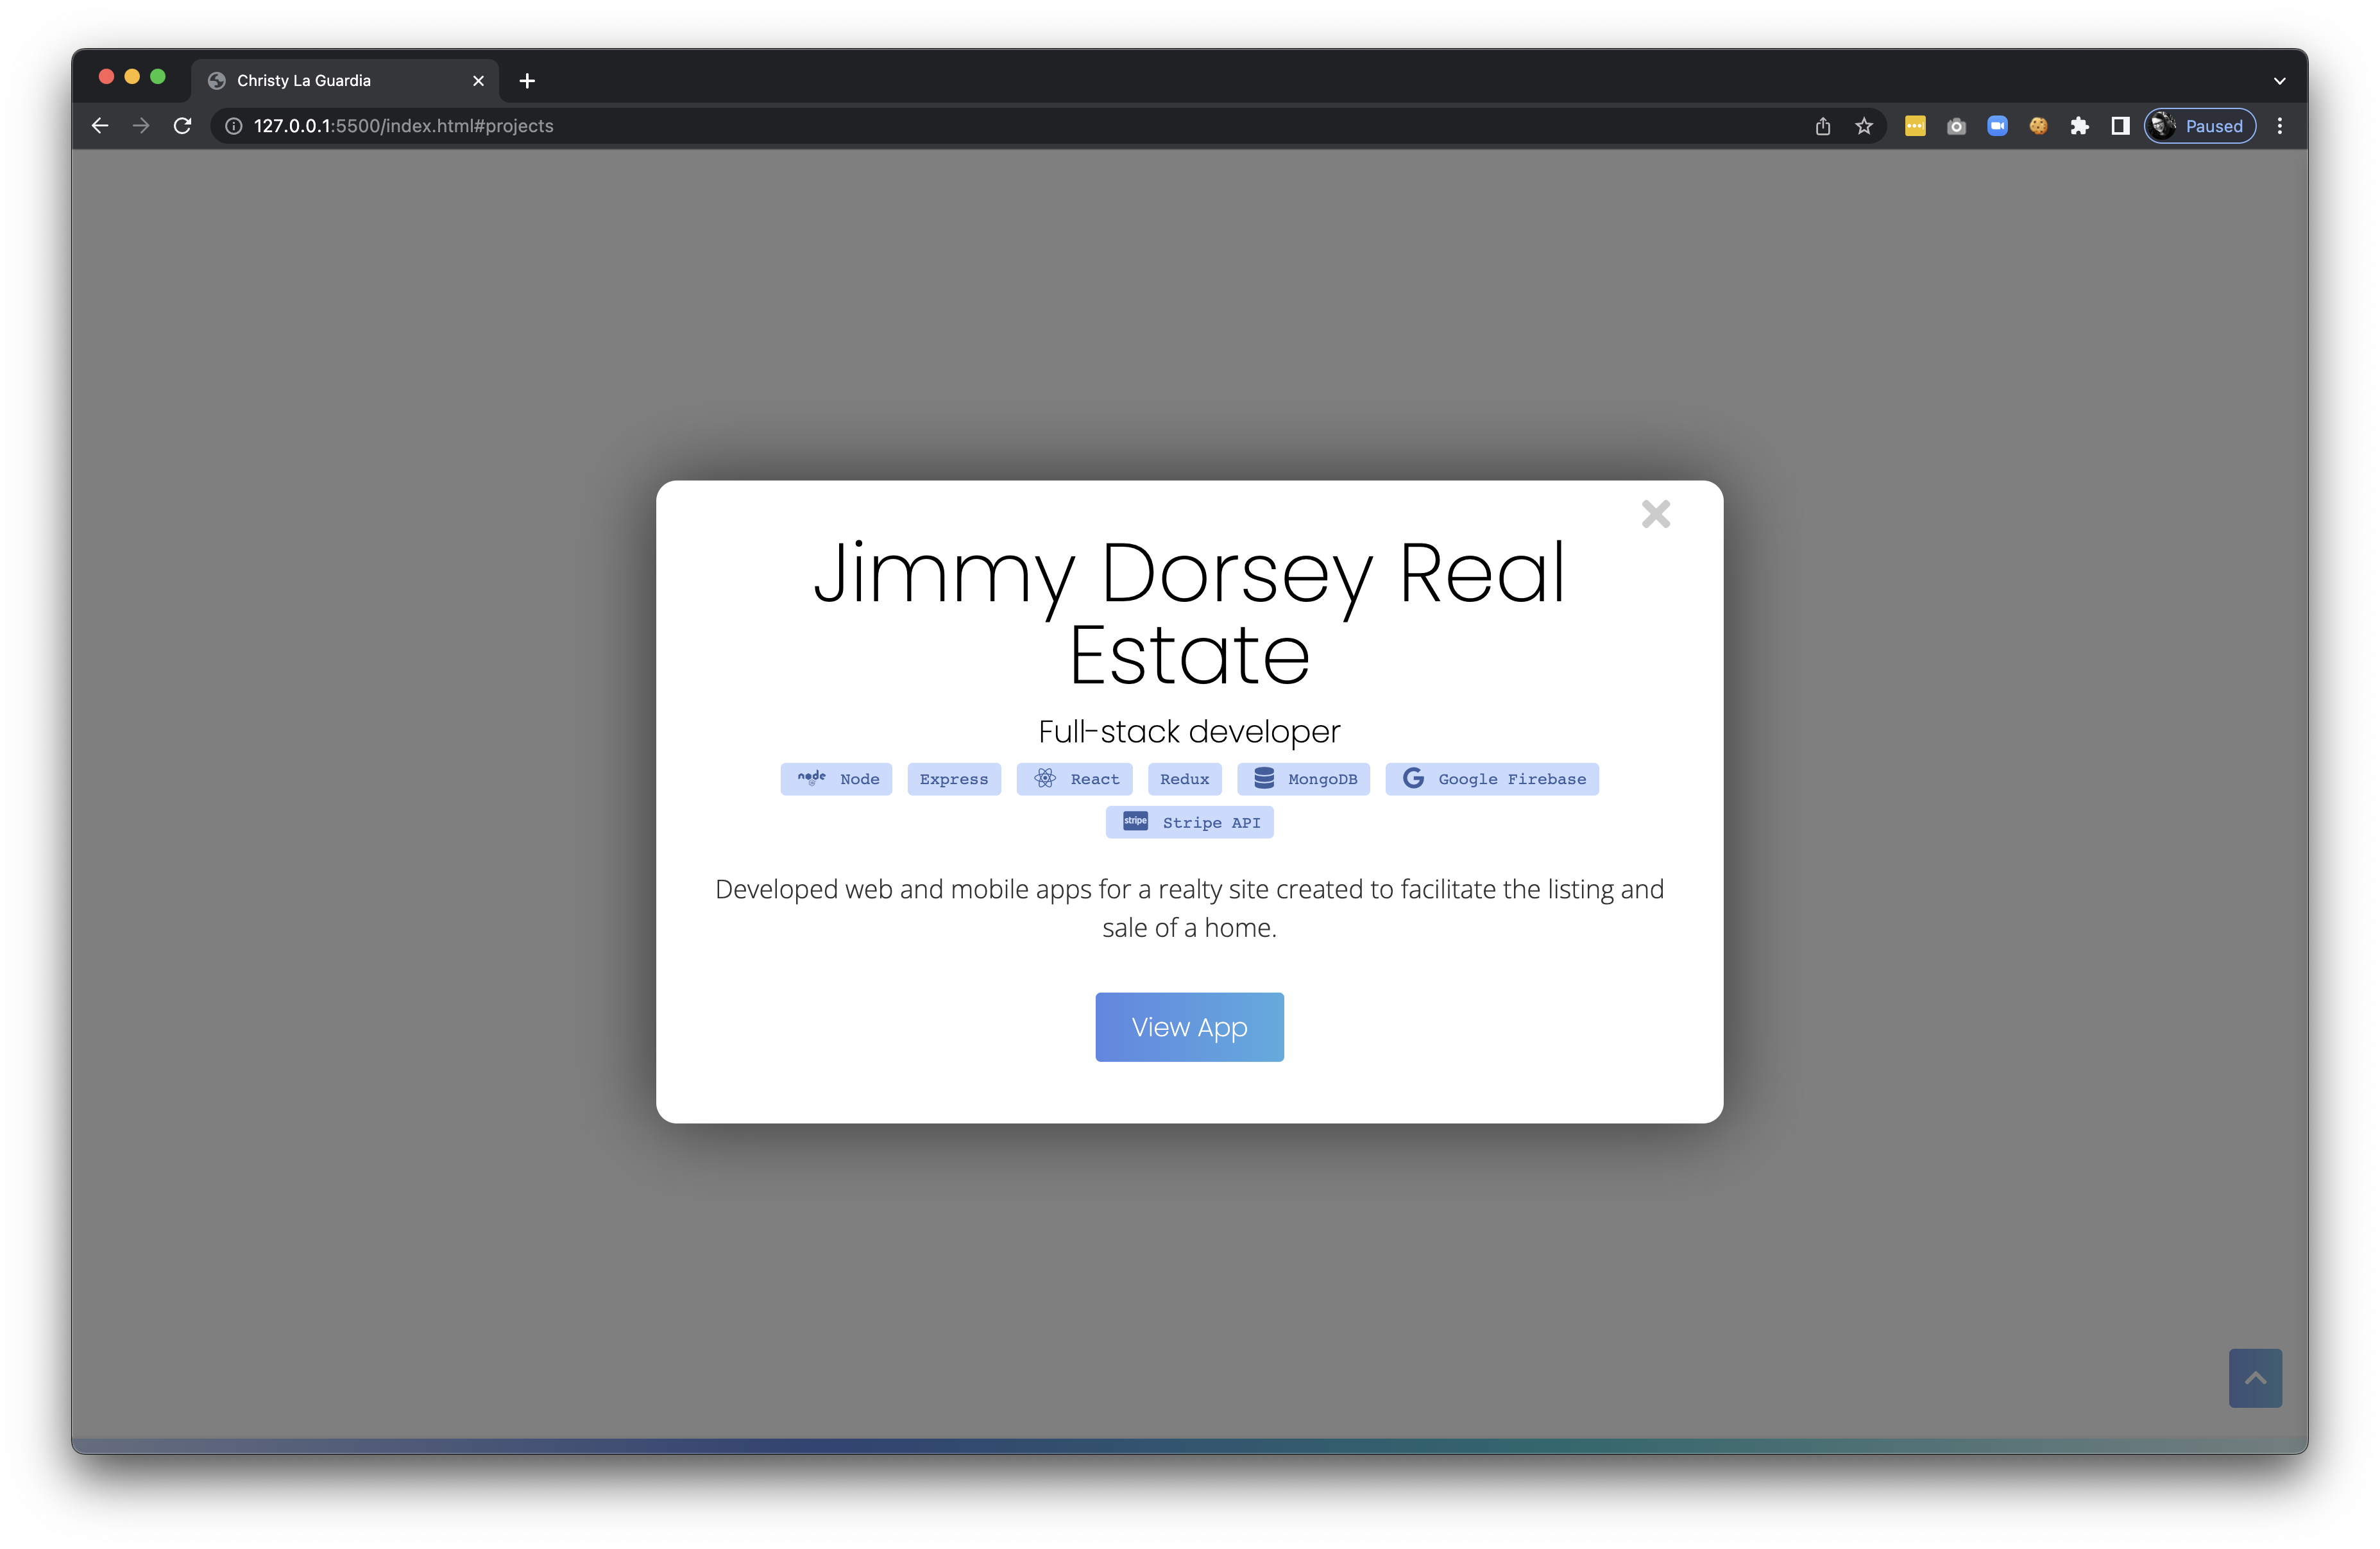 Christy La Guardia
127.0.0.1:5500/index.html#projects
Paused
Jimmy Dorsey Real
Estate
Full-stack developer
node Node Express React Redux MongoDB Google Firebase
stripe Stripe API
Developed web and mobile apps for a realty site created to facilitate the listing and
sale of a home.
View App